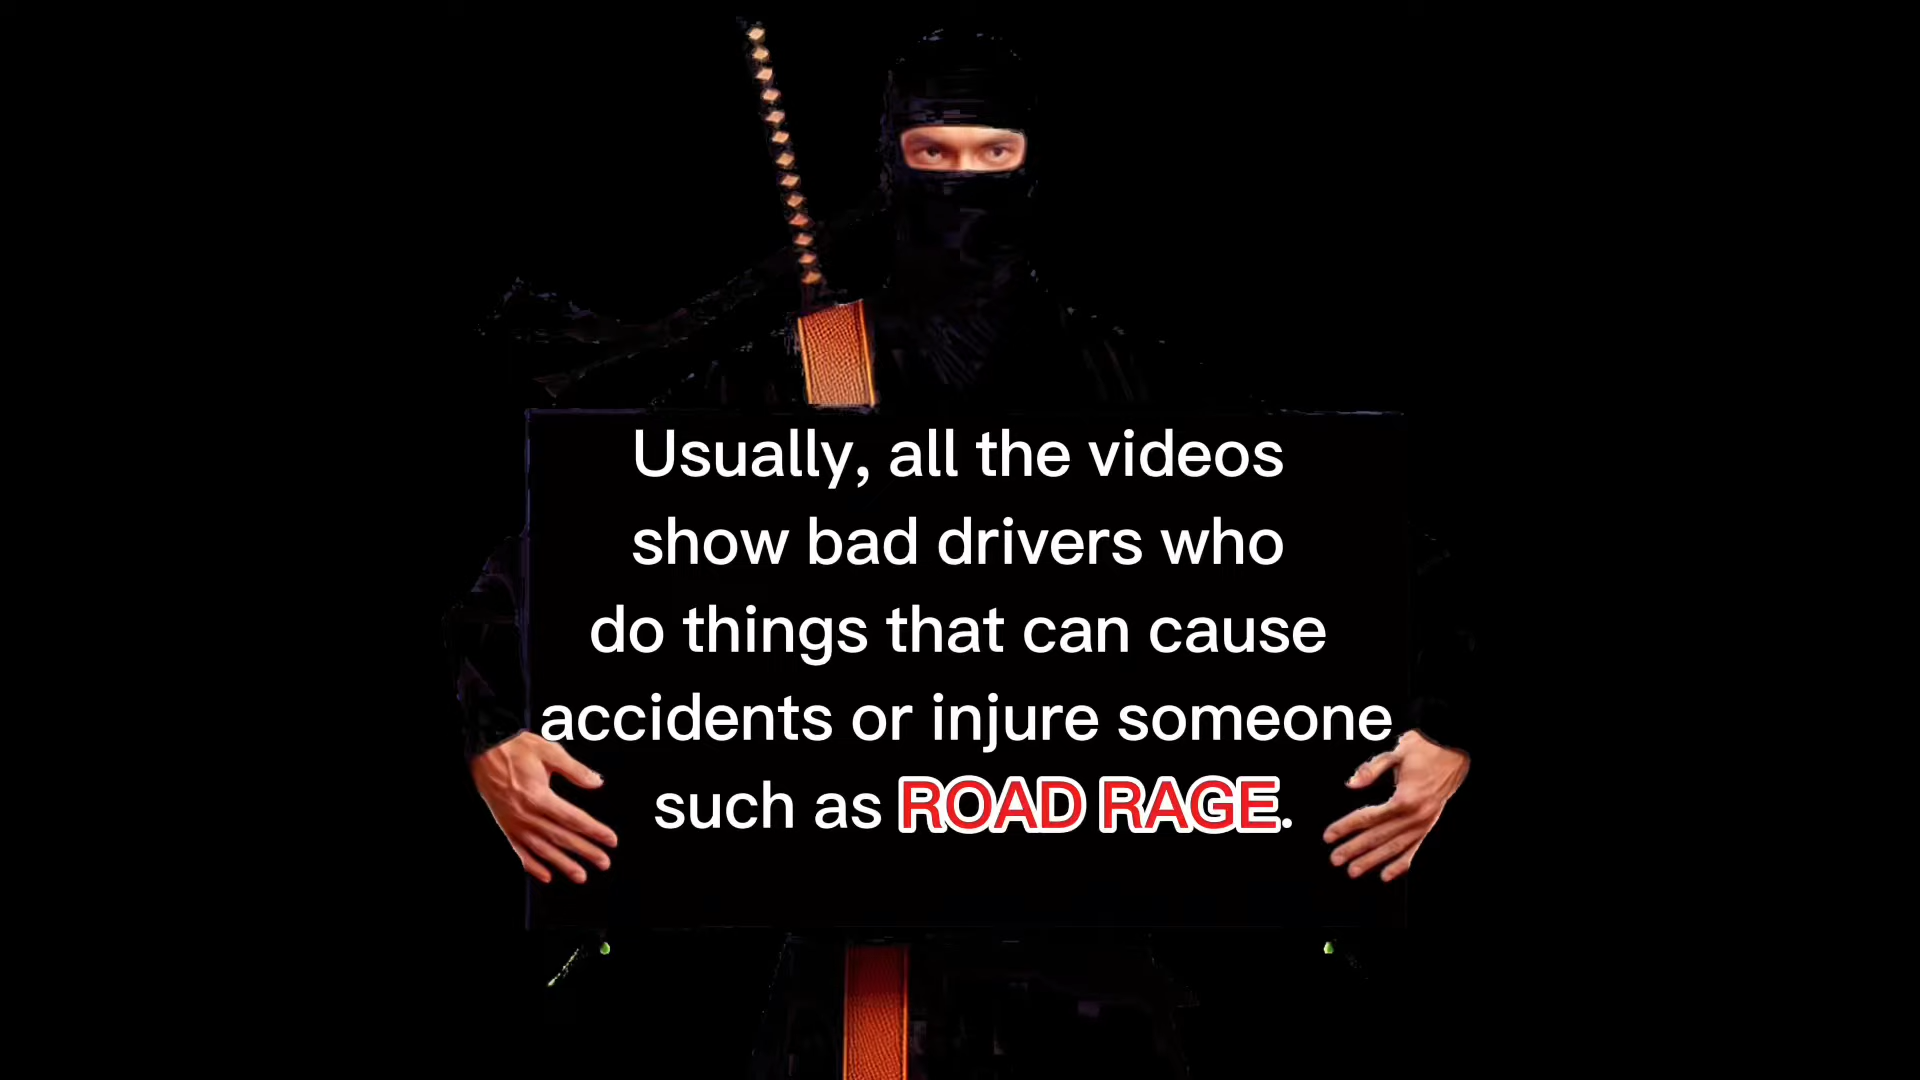 Usually, all the videos
show bad drivers who
do things that can cause
accidents or injure someone
such as ROAD RAGE.